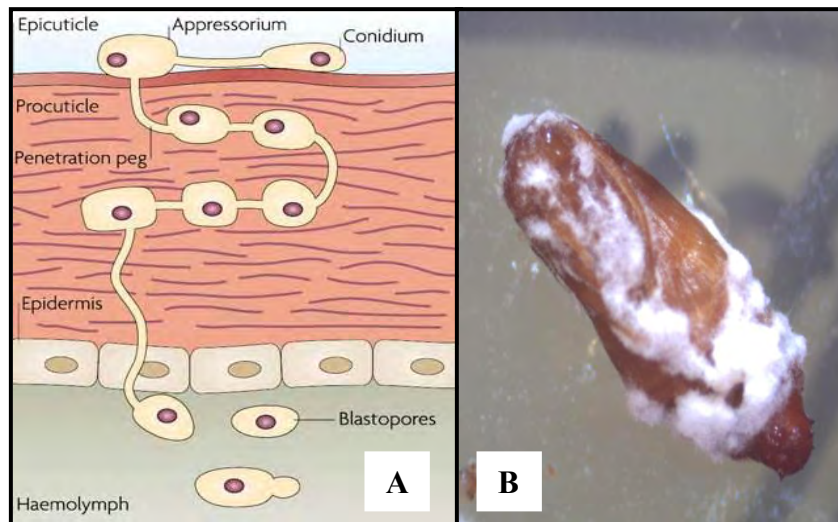 Epicuticle
Appressorium
Conidium
Procuticle
Penetration peg
Epidermis
Blastopores
Haemolymph
A
B